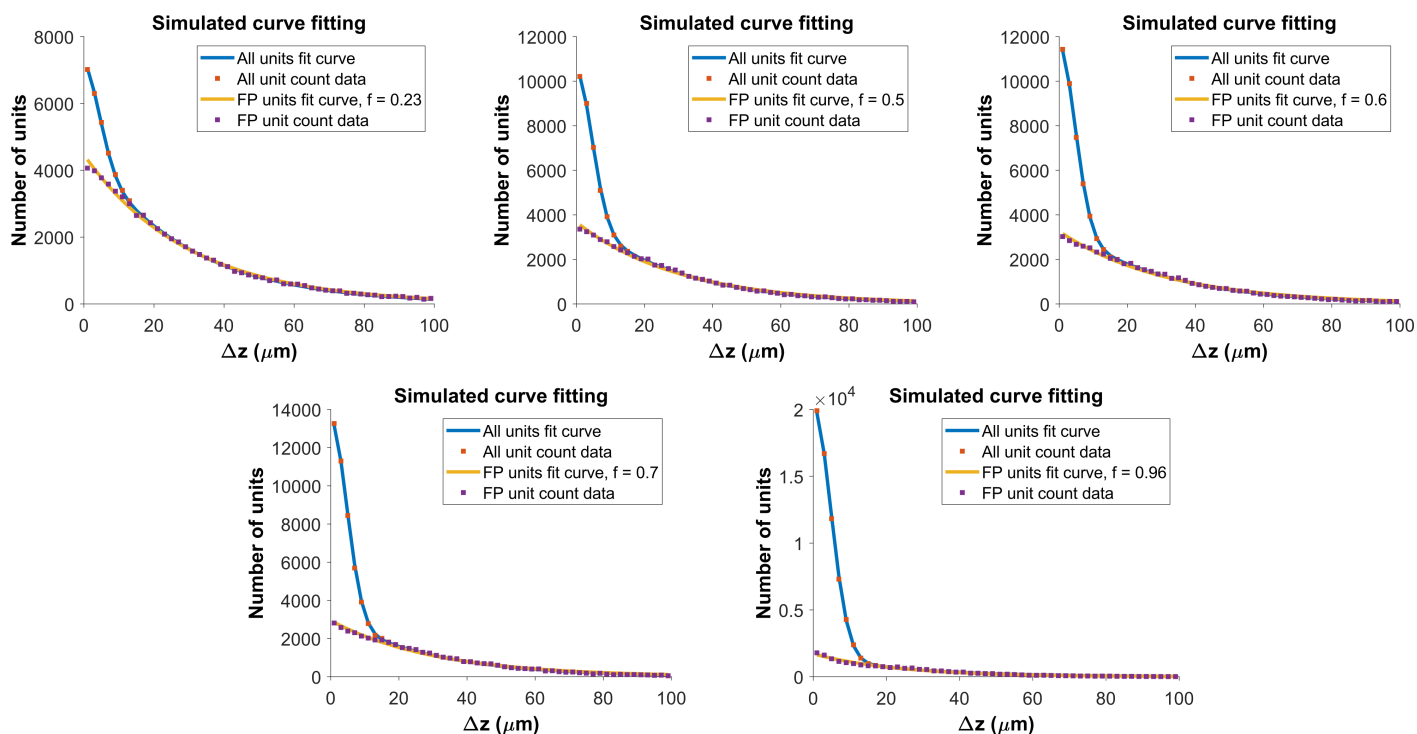 Simulated curve fitting
8000
6000
4000
2000
0
Number of units
All units fit curve
All unit count data
FP units fit curve, f = 0.23
FP unit count data
0 20 40 60 80 100
Δz (μm)
Simulated curve fitting
12000
10000
8000
6000
4000
2000
0
Number of units
All units fit curve
All unit count data
FP units fit curve, f = 0.5
FP unit count data
0 20 40 60 80 100
Δz (μm)
Simulated curve fitting
12000
10000
8000
6000
4000
2000
0
Number of units
All units fit curve
All unit count data
FP units fit curve, f = 0.6
FP unit count data
0 20 40 60 80 100
Δz (μm)
Simulated curve fitting
14000
12000
10000
8000
6000
4000
2000
0
Number of units
All units fit curve
All unit count data
FP units fit curve, f = 0.7
FP unit count data
0 20 40 60 80 100
Δz (μm)
Simulated curve fitting
×10⁴
2
1.5
1
0.5
0
Number of units
All units fit curve
All unit count data
FP units fit curve, f = 0.96
FP unit count data
0 20 40 60 80 100
Δz (μm)